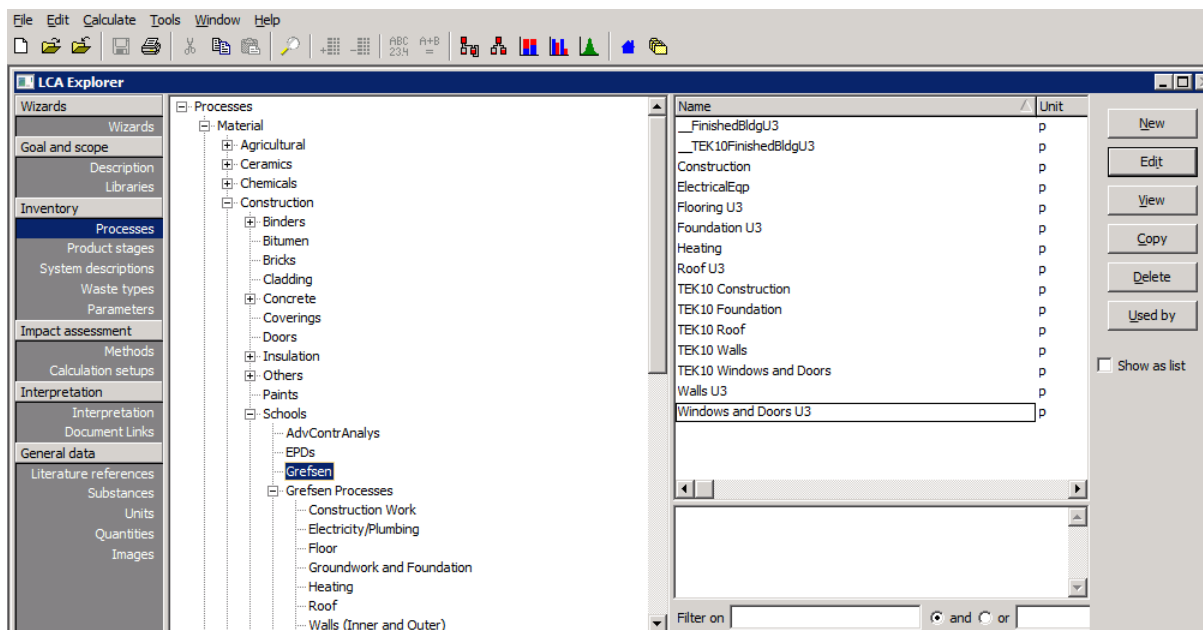 File Edit Calculate Tools Window Help
ABC A+B
23.4 =
LCA Explorer
Wizards
Wizards
Goal and scope
Description
Libraries
Inventory
Processes
Product stages
System descriptions
Waste types
Parameters
Impact assessment
Methods
Calculation setups
Interpretation
Interpretation
Document Links
General data
Literature references
Substances
Units
Quantities
Images
Processes
Material
Agricultural
Ceramics
Chemicals
Construction
Binders
Bitumen
Bricks
Cladding
Concrete
Coverings
Doors
Insulation
Others
Paints
Schools
AdvContrAnalys
EPDs
Grefsen
Grefsen Processes
Construction Work
Electricity/Plumbing
Floor
Groundwork and Foundation
Heating
Roof
Walls (Inner and Outer)
Name Unit
__FinishedBldgU3 p
__TEK10FinishedBldgU3 p
Construction p
ElectricalEqp p
Flooring U3 p
Foundation U3 p
Heating p
Roof U3 p
TEK10 Construction p
TEK10 Foundation p
TEK10 Roof p
TEK10 Walls p
TEK10 Windows and Doors p
Walls U3 p
Windows and Doors U3 p
Filter on and or
New
Edit
View
Copy
Delete
Used by
Show as list